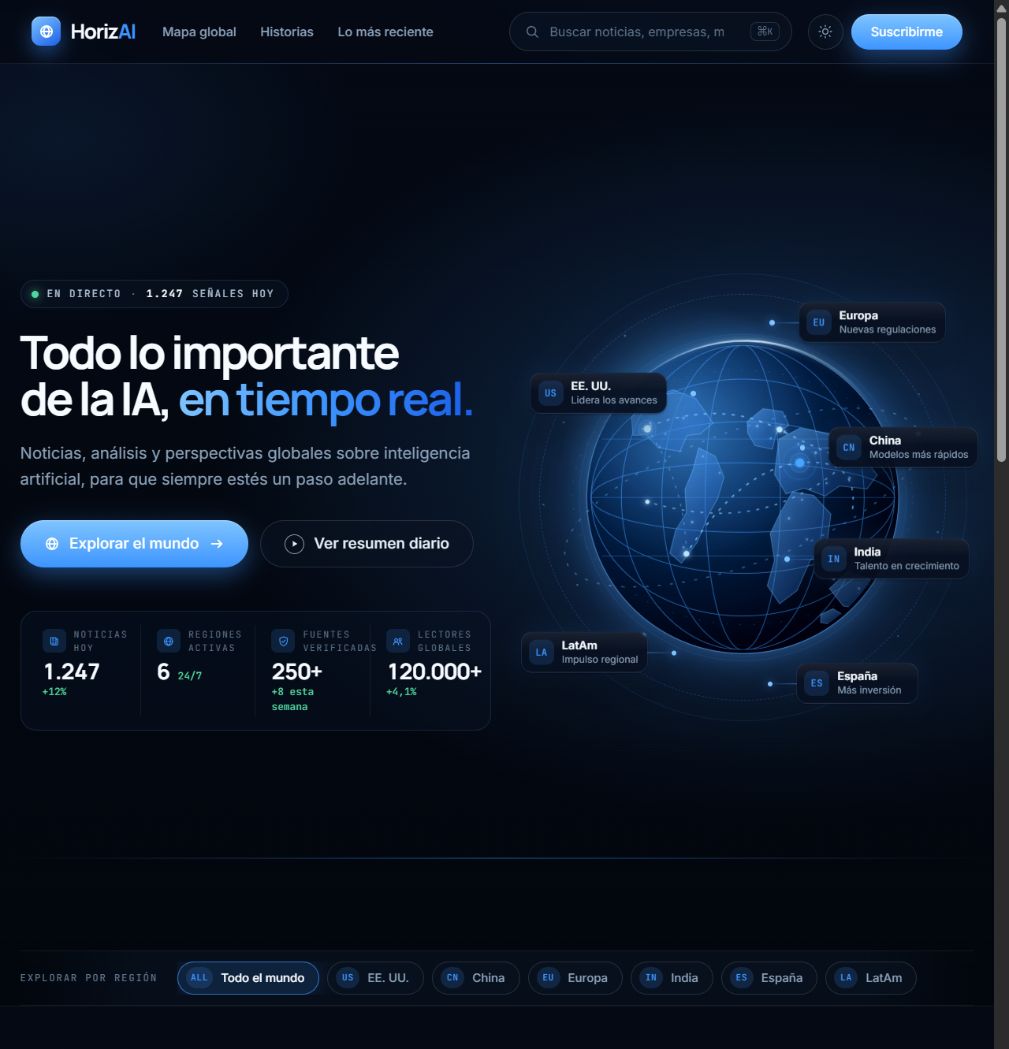 HorizAI
Mapa global
Historias
Lo más reciente
Buscar noticias, empresas, m
⌘K
Suscribirme
EN DIRECTO · 1.247 SEÑALES HOY
Todo lo importante
de la IA, en tiempo real.
Noticias, análisis y perspectivas globales sobre inteligencia
artificial, para que siempre estés un paso adelante.
Explorar el mundo →
Ver resumen diario
NOTICIAS
HOY
1.247
+12%
REGIONES
ACTIVAS
6 24/7
FUENTES
VERIFICADAS
250+
+8 esta
semana
LECTORES
GLOBALES
120.000+
+4,1%
EU
Europa
Nuevas regulaciones
US
EE. UU.
Lidera los avances
CN
China
Modelos más rápidos
IN
India
Talento en crecimiento
LA
LatAm
Impulso regional
ES
España
Más inversión
EXPLORAR POR REGIÓN
ALL Todo el mundo
US EE. UU.
CN China
EU Europa
IN India
ES España
LA LatAm